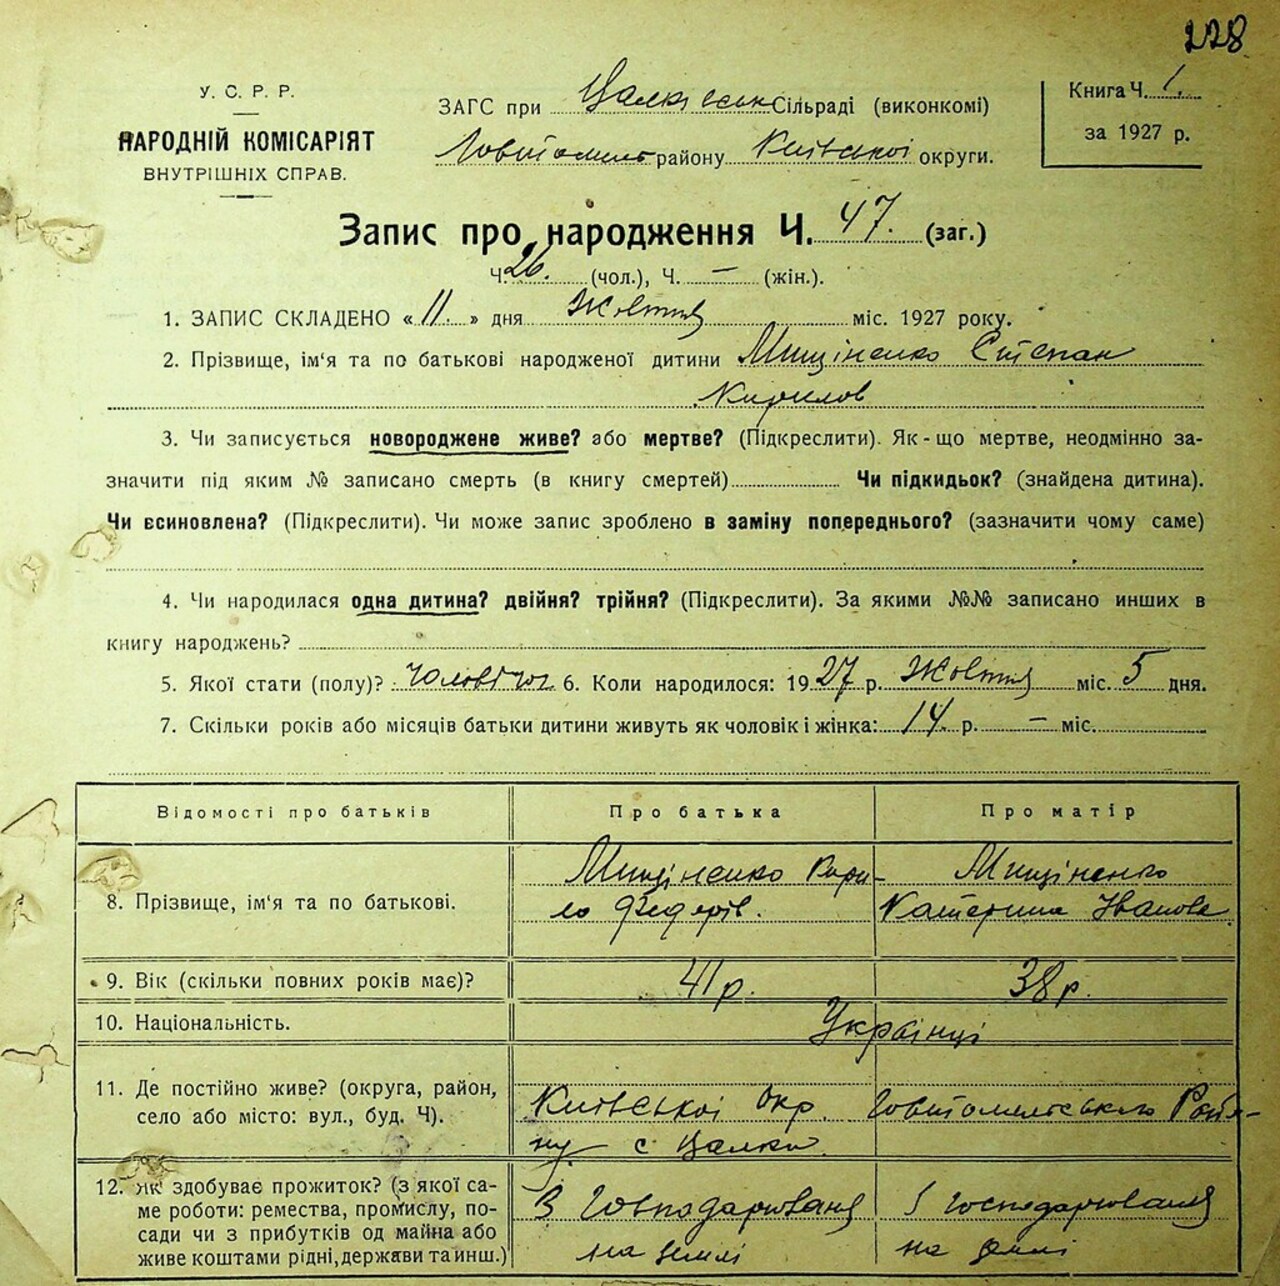 228
У. С. Р. Р.
НАРОДНІЙ КОМІСАРІЯТ
ВНУТРІШНІХ СПРАВ.
ЗАГС при Сільраді (виконкомі)
району Київської округи.
Книга Ч. 1.
за 1927 р.
Запис про народження Ч. 47. (заг.)
Ч. 26. (чол.), Ч. – (жін.).
1. ЗАПИС СКЛАДЕНО « 11. » дня Жовтня міс. 1927 року.
2. Прізвище, ім'я та по батькові народженої дитини Мищіненко Степан
Кирилов
3. Чи записується новороджене живе? або мертве? (Підкреслити). Як-що мертве, неодмінно за-
значити під яким № записано смерть (в книгу смертей) Чи підкидьок? (знайдена дитина).
Чи єсиновлена? (Підкреслити). Чи може запис зроблено в заміну попереднього? (зазначити чому саме)
4. Чи народилася одна дитина? двійня? трійня? (Підкреслити). За якими №№ записано инших в
книгу народжень?
5. Якої стати (полу)? 6. Коли народилося: 1927 р. Жовтня міс. 5 дня.
7. Скільки років або місяців батьки дитини живуть як чоловік і жінка: 14. р. – міс.
Відомості про батьків Про батька Про матір
8. Прізвище, ім'я та по батькові. Мищіненко Кири- Мищіненко
ло Федорів. Катерина Іванова
9. Вік (скільки повних років має)? 41 р. 38 р.
10. Національність. Українці
11. Де постійно живе? (округа, район,
село або місто: вул., буд. Ч). Київської окр. Райо-
ну с Цалки
12. Як здобуває прожиток? (з якої са-
ме роботи: ремества, промислу, по-
сади чи з прибутків од майна або
живе коштами рідні, держави та инш.)
З господарюваня господарюваня
на землі на землі